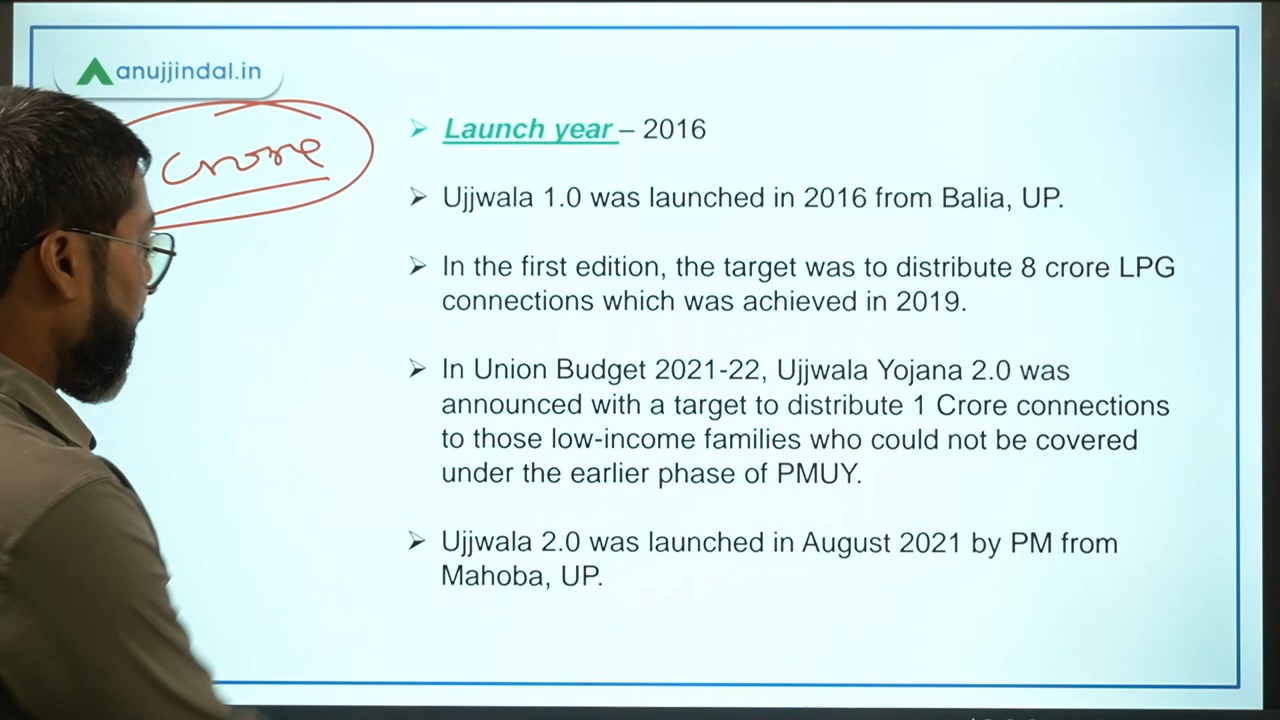 anujjindal.in
crore
Launch year – 2016
Ujjwala 1.0 was launched in 2016 from Balia, UP.
In the first edition, the target was to distribute 8 crore LPG
connections which was achieved in 2019.
In Union Budget 2021-22, Ujjwala Yojana 2.0 was
announced with a target to distribute 1 Crore connections
to those low-income families who could not be covered
under the earlier phase of PMUY.
Ujjwala 2.0 was launched in August 2021 by PM from
Mahoba, UP.